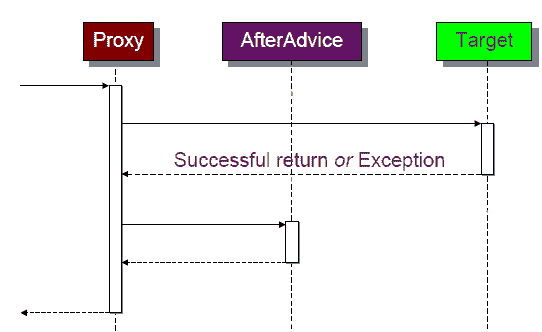 Proxy
AfterAdvice
Target
Successful return or Exception